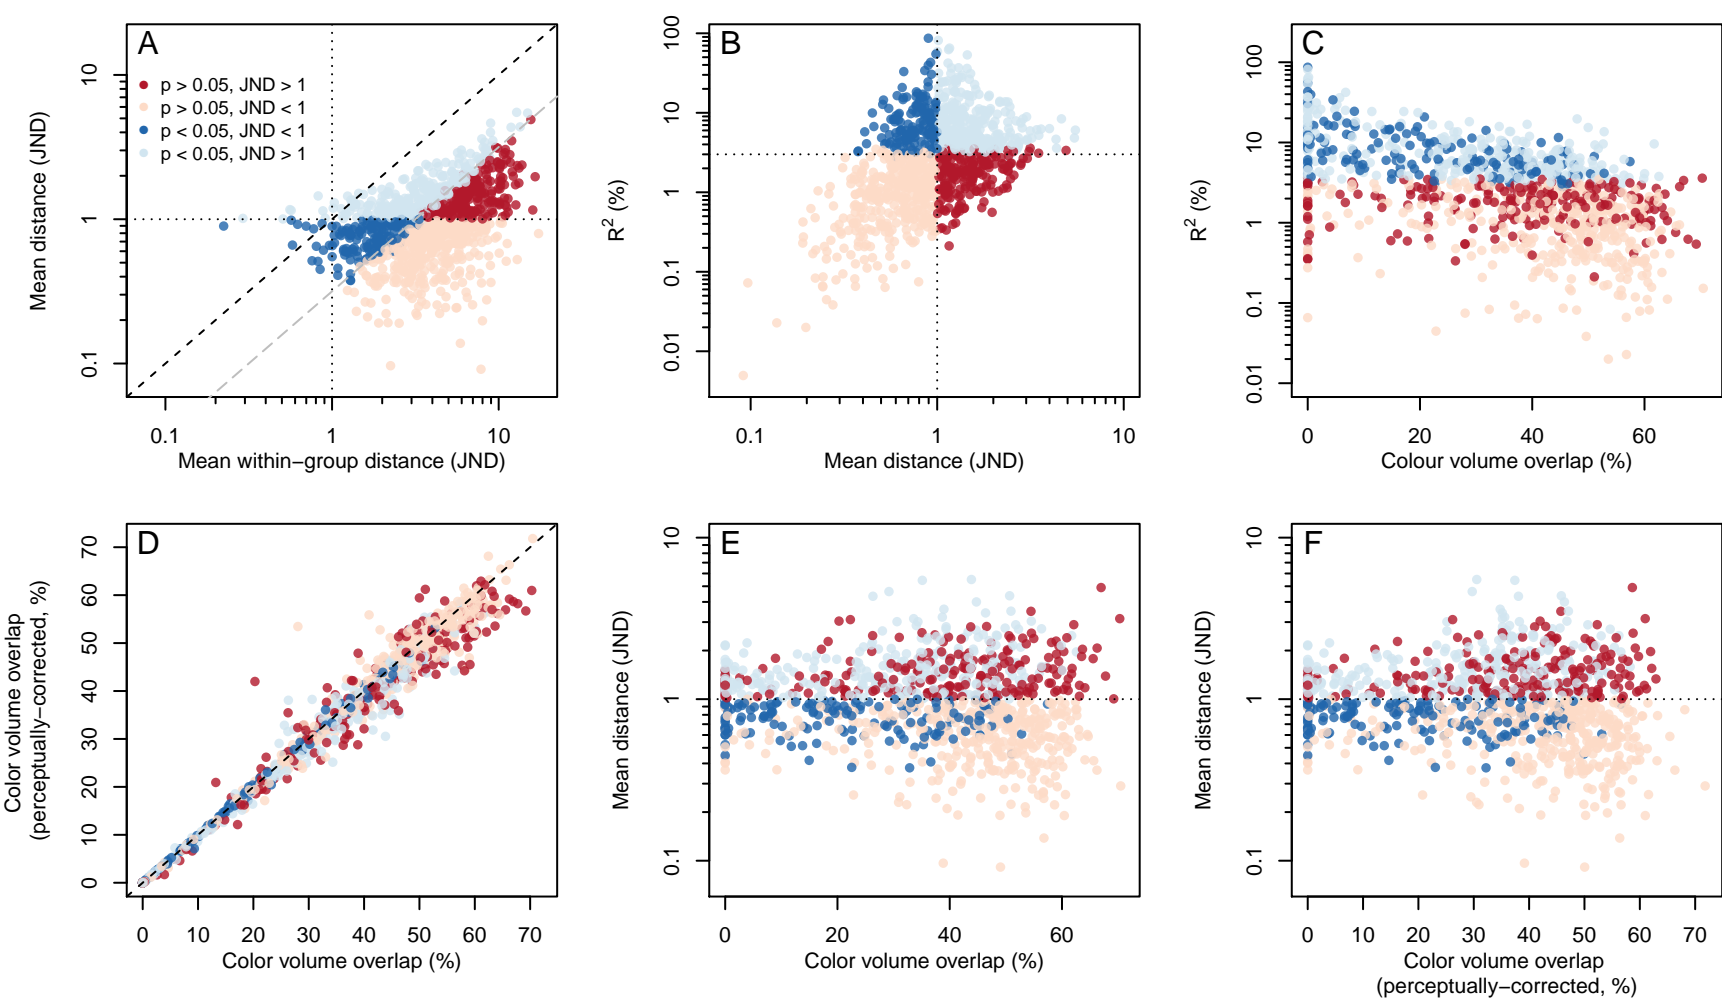 A
p > 0.05, JND > 1
p > 0.05, JND < 1
p < 0.05, JND < 1
p < 0.05, JND > 1
Mean distance (JND)
10
1
0.1
0.1 1 10
Mean within−group distance (JND)
B
R² (%)
100
10
1
0.1
0.01
0.1 1 10
Mean distance (JND)
C
R² (%)
100
10
1
0.1
0.01
0 20 40 60
Colour volume overlap (%)
D
Color volume overlap
(perceptually−corrected, %)
70
60
50
40
30
20
10
0
0 10 20 30 40 50 60 70
Color volume overlap (%)
E
Mean distance (JND)
10
1
0.1
0 20 40 60
Color volume overlap (%)
F
Mean distance (JND)
10
1
0.1
0 10 20 30 40 50 60 70
Color volume overlap
(perceptually−corrected, %)